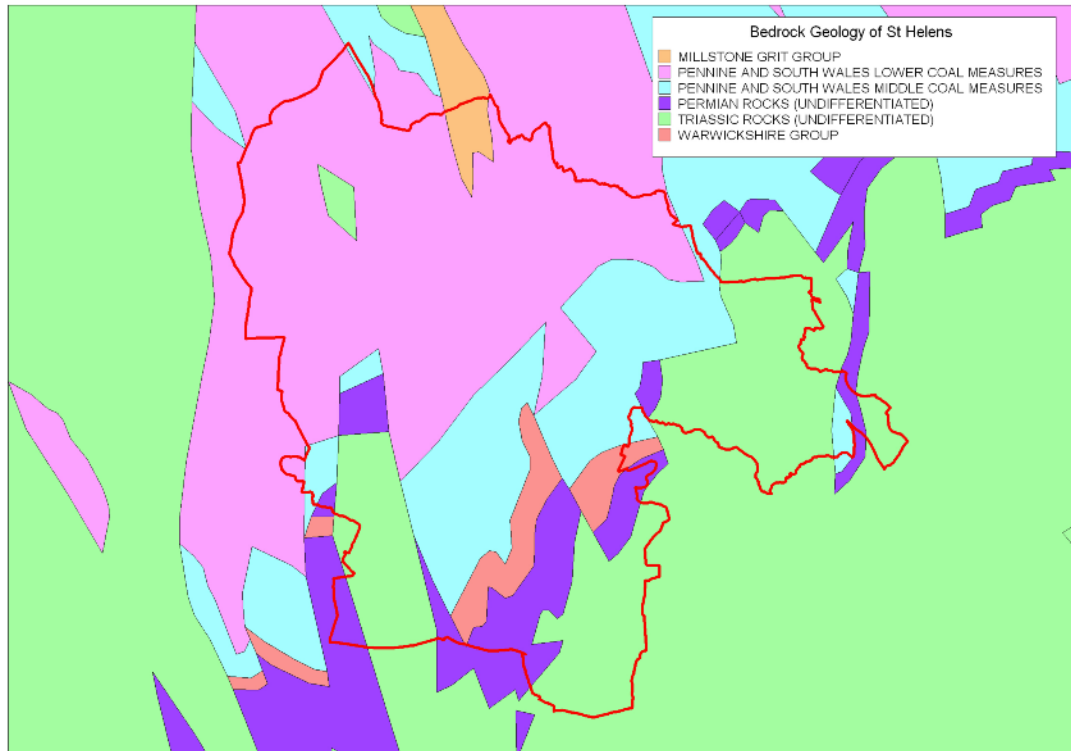 Bedrock Geology of St Helens
MILLSTONE GRIT GROUP
PENNINE AND SOUTH WALES LOWER COAL MEASURES
PENNINE AND SOUTH WALES MIDDLE COAL MEASURES
PERMIAN ROCKS (UNDIFFERENTIATED)
TRIASSIC ROCKS (UNDIFFERENTIATED)
WARWICKSHIRE GROUP